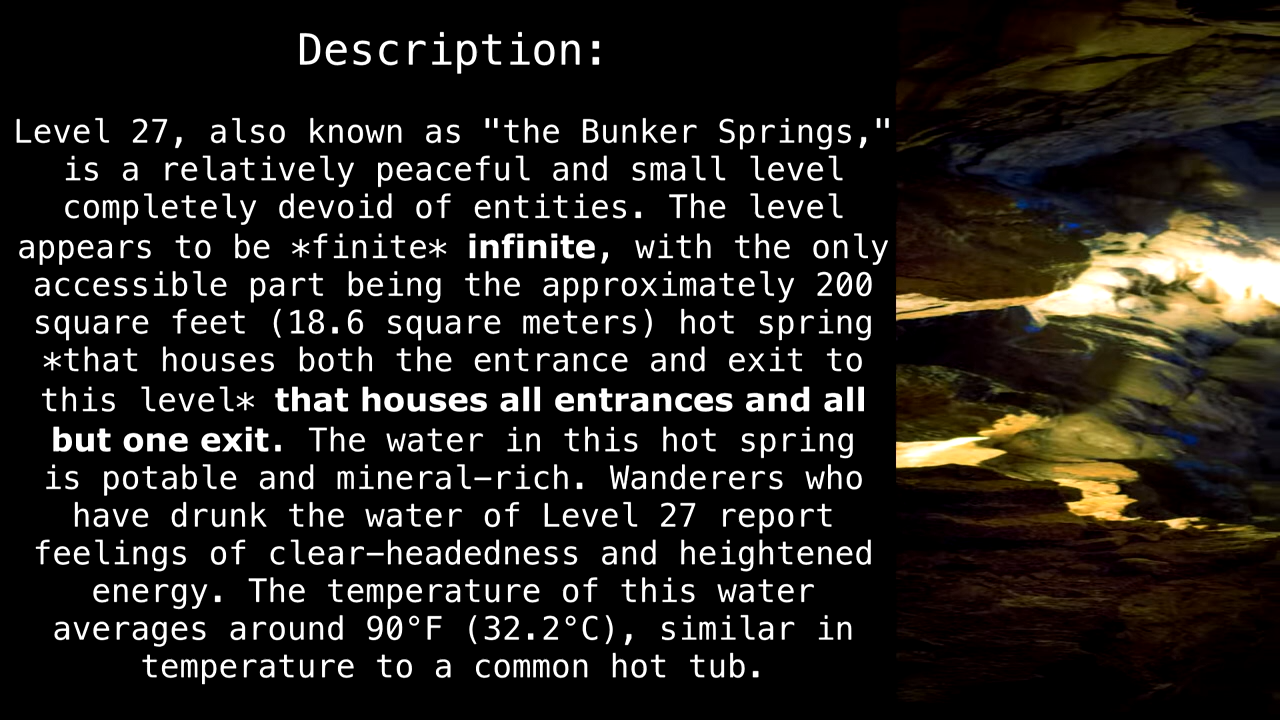 Description:
Level 27, also known as "the Bunker Springs,"
is a relatively peaceful and small level
completely devoid of entities. The level
appears to be *finite* infinite, with the only
accessible part being the approximately 200
square feet (18.6 square meters) hot spring
*that houses both the entrance and exit to
this level* that houses all entrances and all
but one exit. The water in this hot spring
is potable and mineral-rich. Wanderers who
have drunk the water of Level 27 report
feelings of clear-headedness and heightened
energy. The temperature of this water
averages around 90°F (32.2°C), similar in
temperature to a common hot tub.